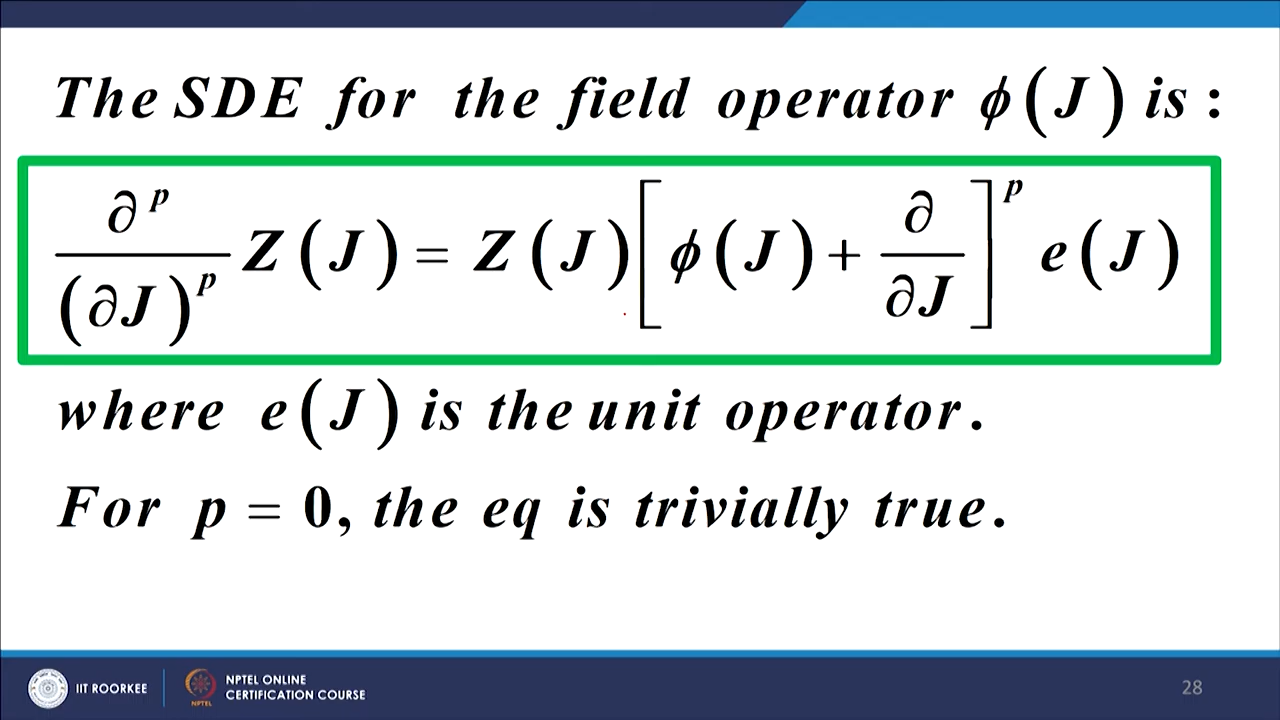 The SDE for the field operator ϕ(J) is :
∂^p/(∂J)^p Z(J) = Z(J)[ϕ(J) + ∂/∂J]^p e(J)
where e(J) is the unit operator.
For p = 0, the eq is trivially true.
IIT ROORKEE
NPTEL
NPTEL ONLINE
CERTIFICATION COURSE
28